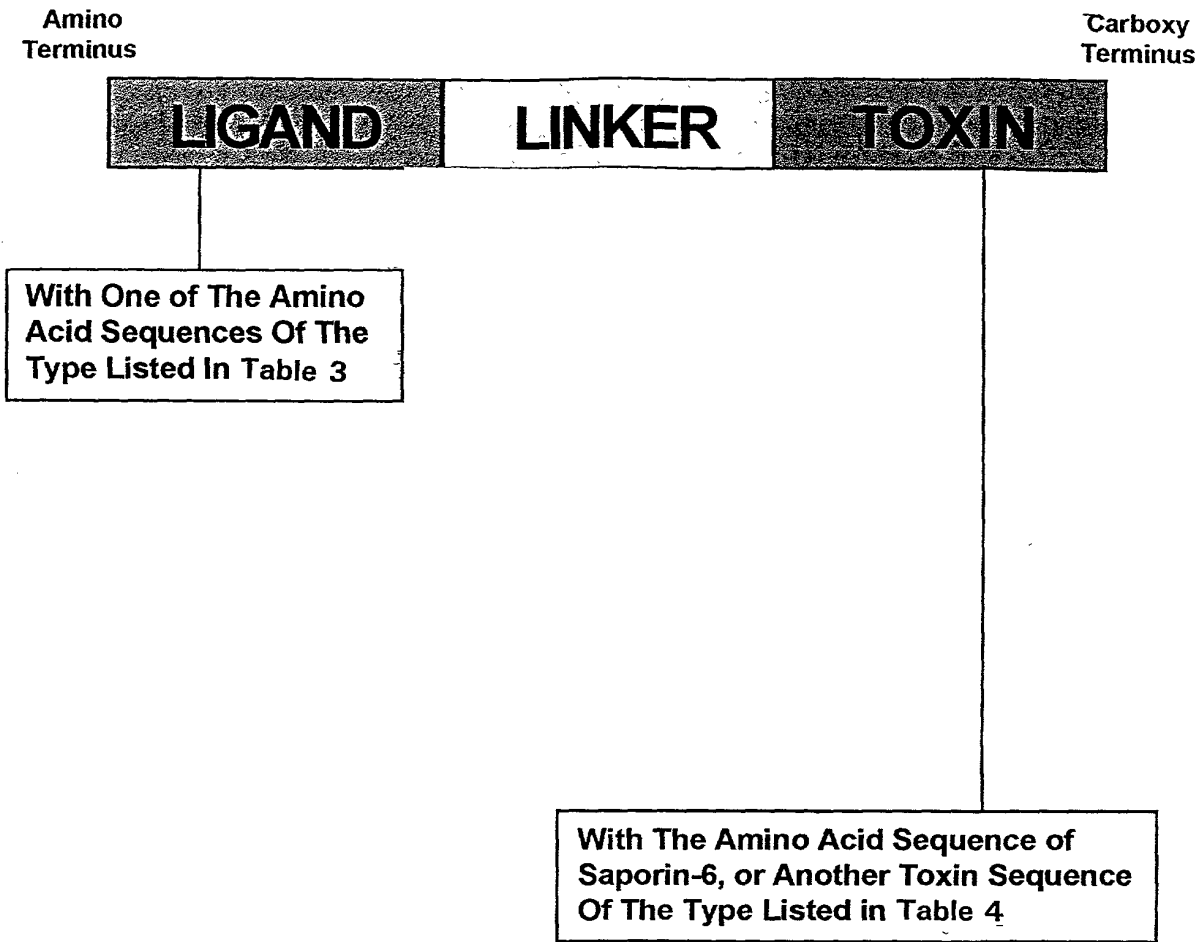 Amino
Terminus
Carboxy
Terminus
LIGAND
LINKER
TOXIN
With One of The Amino
Acid Sequences Of The
Type Listed In Table 3
With The Amino Acid Sequence of
Saporin-6, or Another Toxin Sequence
Of The Type Listed in Table 4